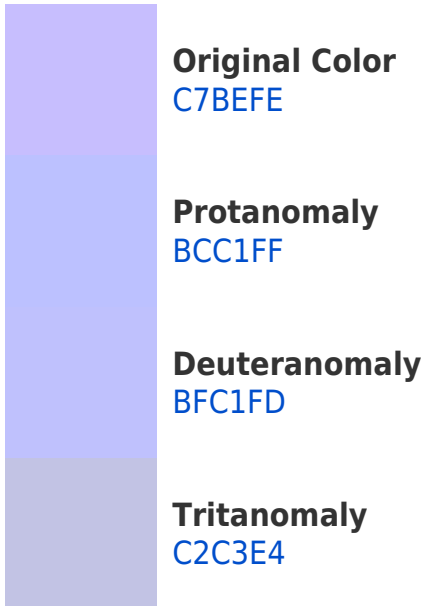 Original Color
C7BEFE
Protanomaly
BCC1FF
Deuteranomaly
BFC1FD
Tritanomaly
C2C3E4